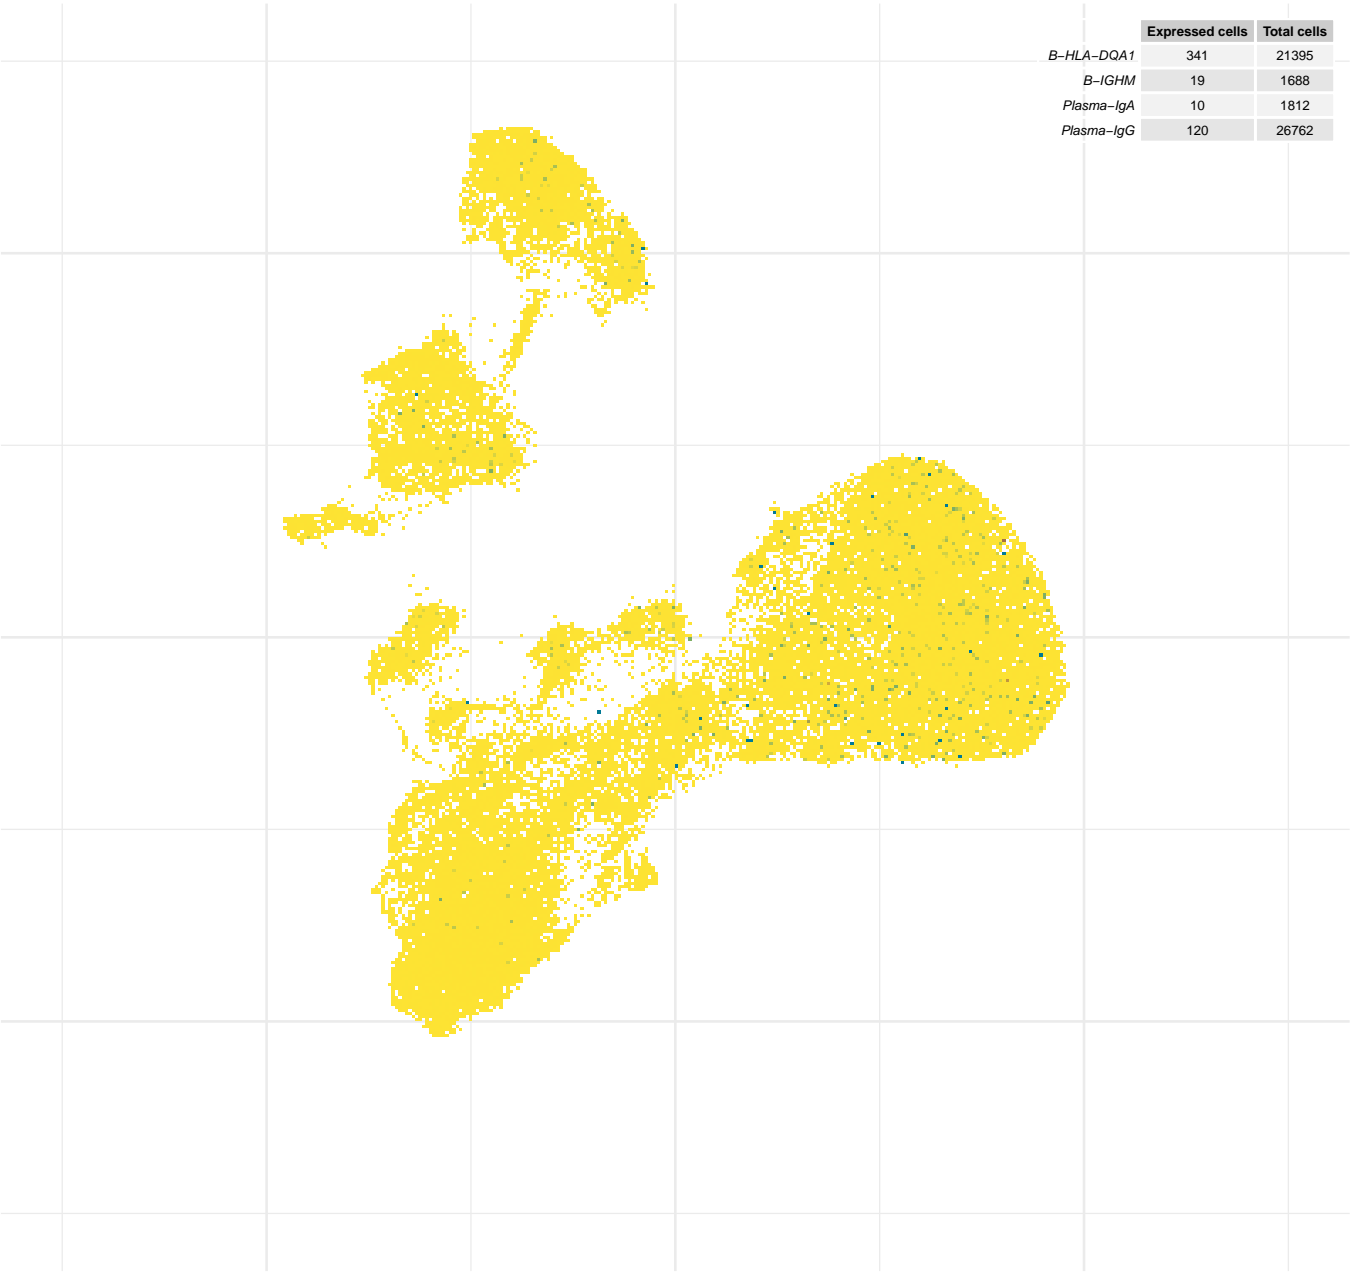 Expressed cells Total cells
B−HLA−DQA1 341 21395
B−IGHM 19 1688
Plasma−IgA 10 1812
Plasma−IgG 120 26762